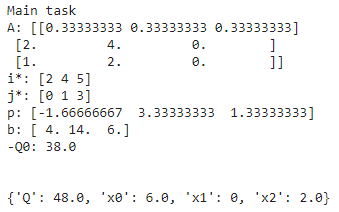 Main task
A: [[0.33333333 0.33333333 0.33333333]
 [2.         4.         0.        ]
 [1.         2.         0.        ]]
i*: [2 4 5]
j*: [0 1 3]
p: [-1.66666667  3.33333333  1.33333333]
b: [ 4. 14.  6.]
-Q0: 38.0
{'Q': 48.0, 'x0': 6.0, 'x1': 0, 'x2': 2.0}